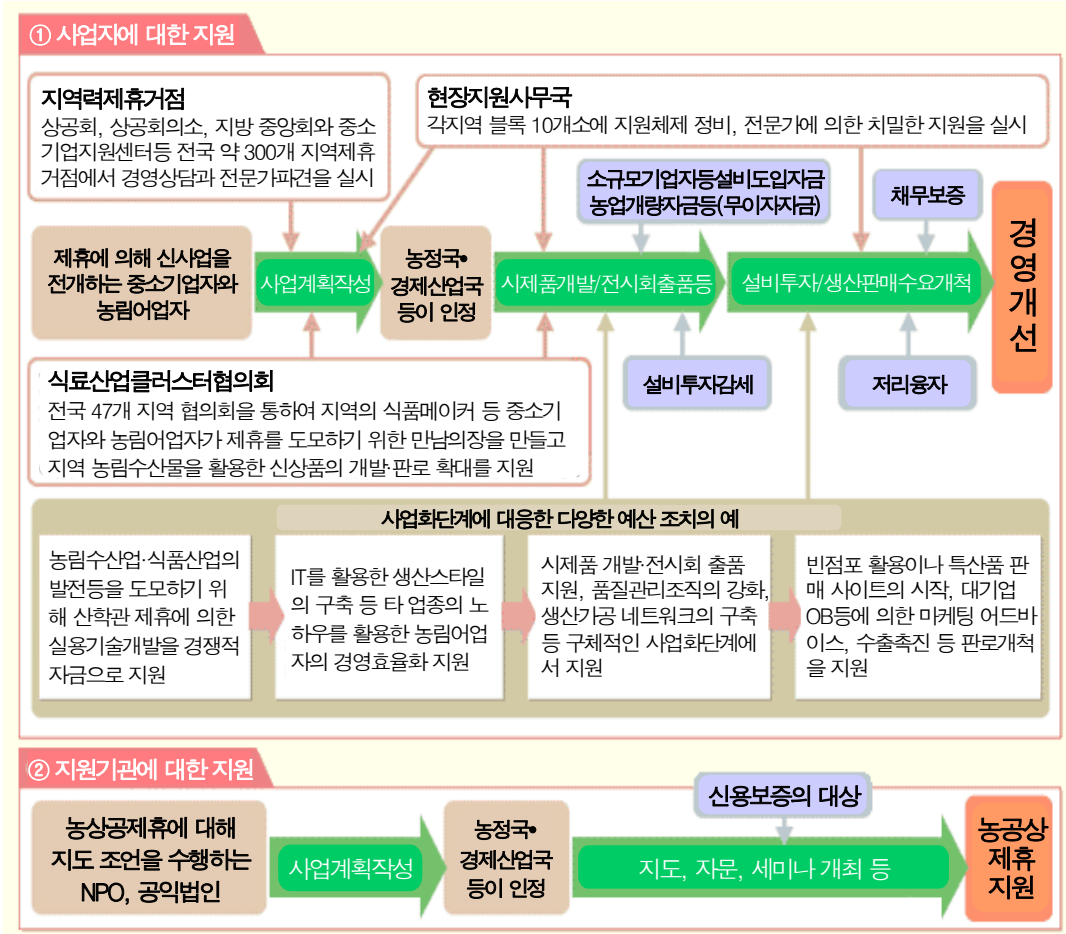 ① 사업자에 대한 지원
지역력제휴거점
상공회, 상공회의소, 지방 중앙회와 중소
기업지원센터등 전국 약 300개 지역제휴
거점에서 경영상담과 전문가파견을 실시
현장지원사무국
각지역 블록 10개소에 지원체제 정비, 전문가에 의한 치밀한 지원을 실시
소규모기업자등설비도입자금
농업개량자금등(무이자자금)
채무보증
제휴에 의해 신사업을
전개하는 중소기업자와
농림어업자
사업계획작성
농정국•
경제산업국
등이 인정
시제품개발/전시회출품등
설비투자/생산판매수요개척
경
영
개
선
식료산업클러스터협의회
전국 47개 지역 협의회을 통하여 지역의 식품메이커 등 중소기
업자와 농림어업자가 제휴를 도모하기 위한 만남의장을 만들고
지역 농림수산물을 활용한 신상품의 개발·판로 확대를 지원
설비투자감세
저리융자
사업화단계에 대응한 다양한 예산 조치의 예
농림수산업·식품산업의
발전등을 도모하기 위
해 산학관 제휴에 의한
실용기술개발을 경쟁적
자금으로 지원
IT를 활용한 생산스타일
의 구축 등 타 업종의 노
하우를 활용한 농림어업
자의 경영효율화 지원
시제품 개발·전시회 출품
지원, 품질관리조직의 강화,
생산가공 네트워크의 구축
등 구체적인 사업화단계에
서 지원
빈점포 활용이나 특산품 판
매 사이트의 시작, 대기업
OB등에 의한 마케팅 어드바
이스, 수출촉진 등 판로개척
을 지원
② 지원기관에 대한 지원
신용보증의 대상
농상공제휴에 대해
지도 조언을 수행하는
NPO, 공익법인
사업계획작성
농정국•
경제산업국
등이 인정
지도, 자문, 세미나 개최 등
농공상
제휴
지원